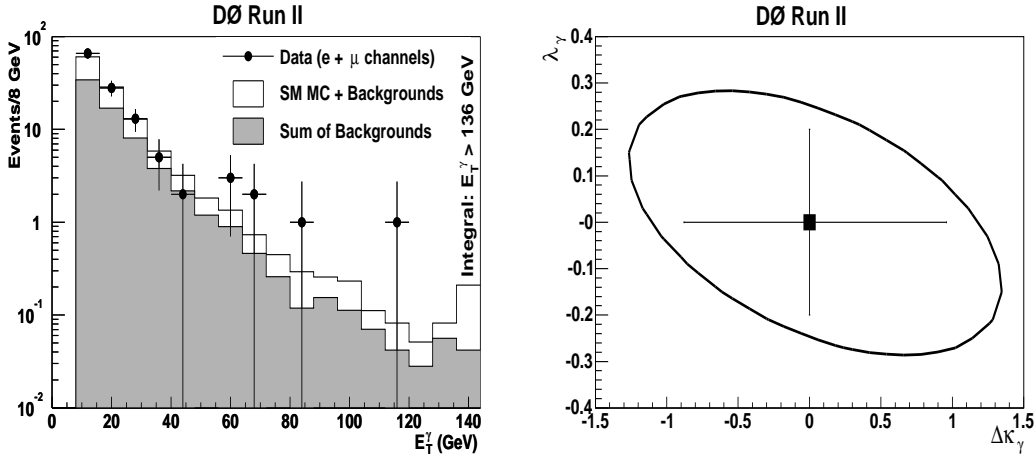 DØ Run II
Events/8 GeV
10²
10
1
10⁻¹
10⁻²
Data (e + μ channels)
SM MC + Backgrounds
Sum of Backgrounds
Integral: E_T^γ > 136 GeV
0 20 40 60 80 100 120 140
E_T^γ (GeV)
DØ Run II
λ_γ
0.4
0.3
0.2
0.1
-0
-0.1
-0.2
-0.3
-0.4
-1.5 -1 -0.5 0 0.5 1 1.5
Δκ_γ